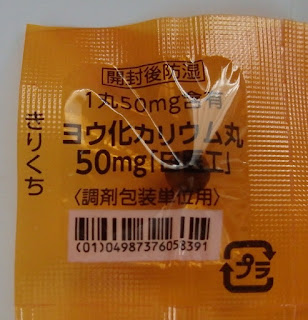 開封後防湿
1丸50mg含有
ヨウ化カリウム丸
50mg「日医工」
〈調剤包装単位用〉
(01)04987376058391
きりくち
プラ